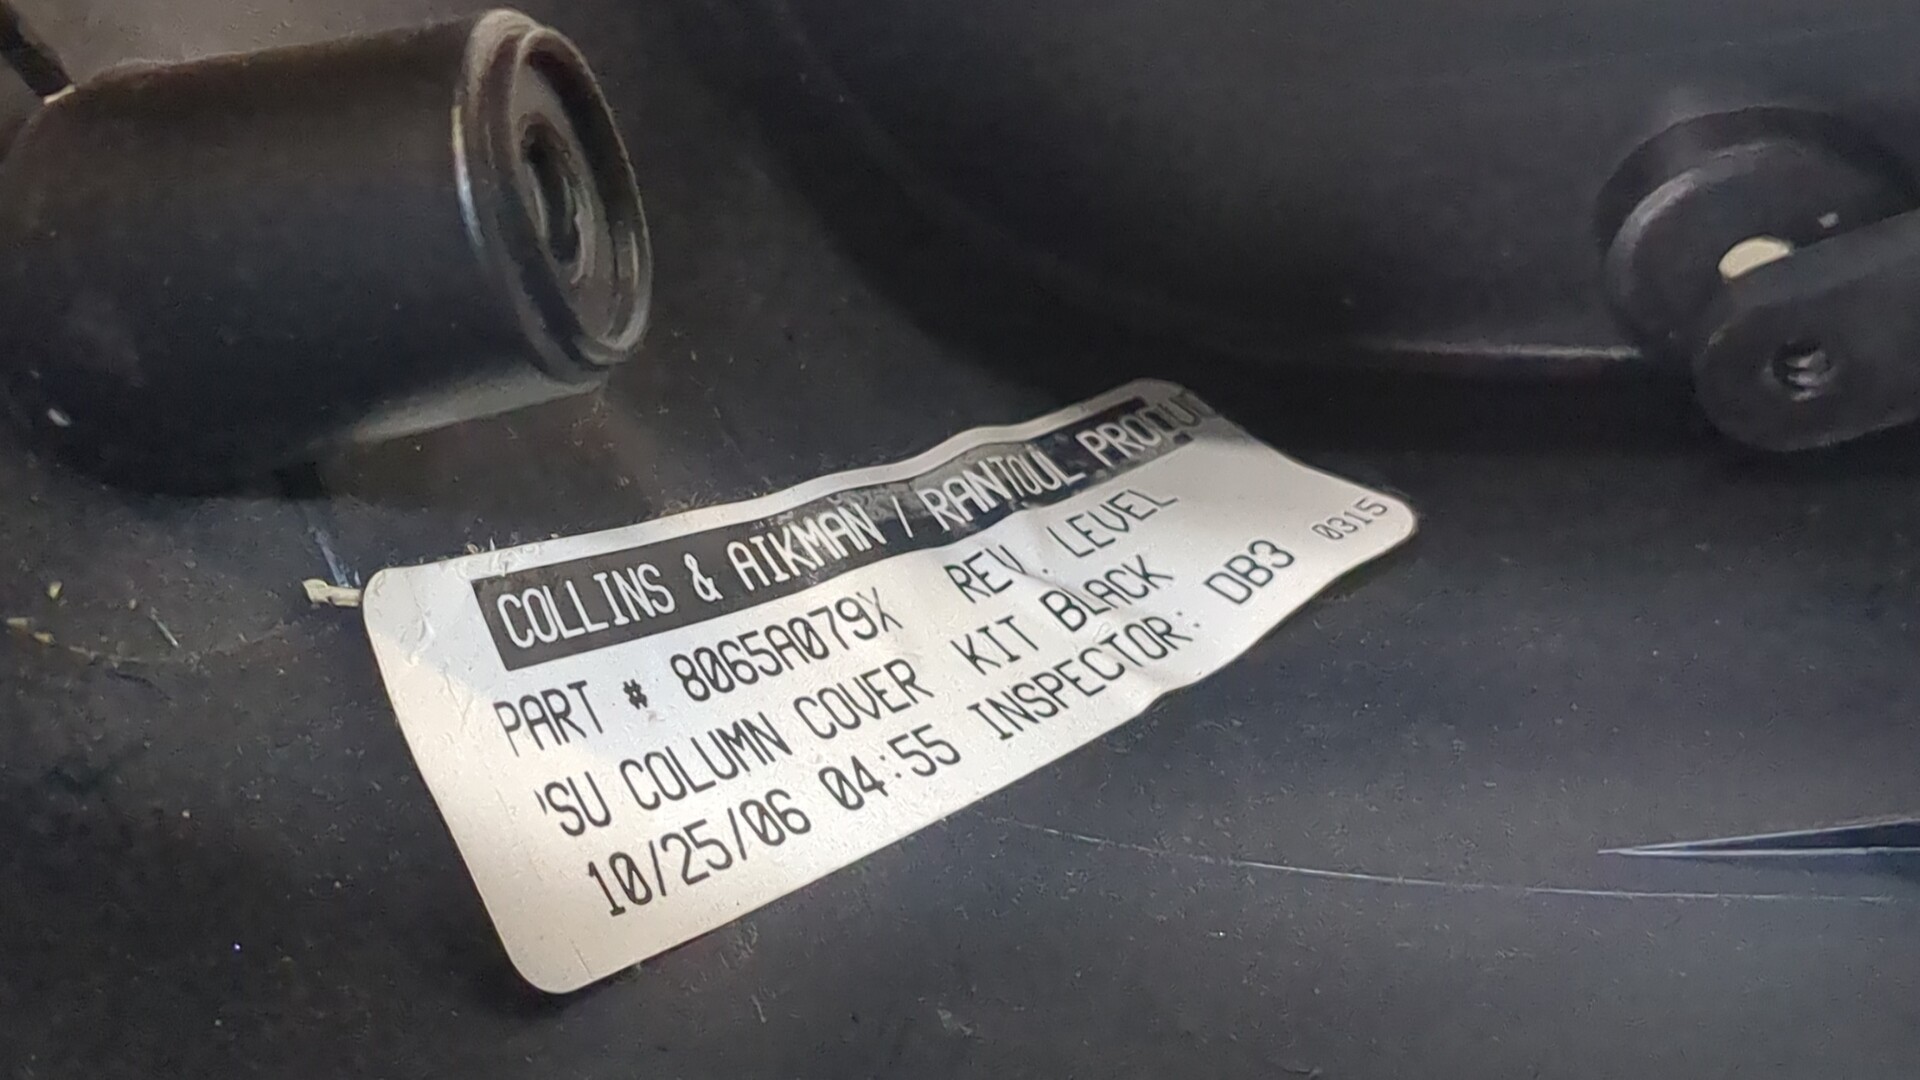 COLLINS & AIKMAN / RANTOUL PRODU
PART # 8065A079X REV. LEVEL
'SU COLUMN COVER KIT BLACK
10/25/06 04:55 INSPECTOR: DB3 0315